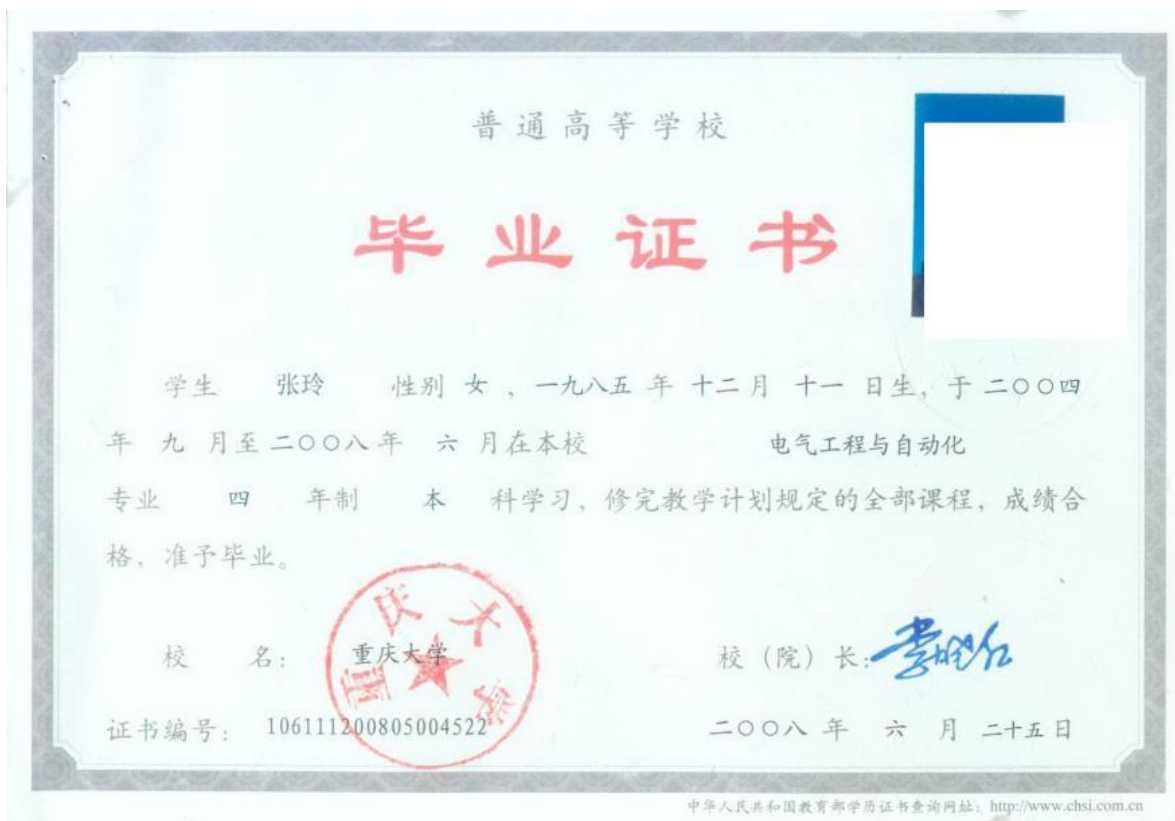 普通高等学校
毕业证书
学生 张玲 性别 女 ，一九八五 年 十二月 十一 日生，于 二〇〇四
年 九 月至 二〇〇八 年 六 月在本校 电气工程与自动化
专业 四 年制 本 科学习，修完教学计划规定的全部课程，成绩合
格，准予毕业。
校 名： 重庆大学
重庆大学
校（院）长：
证书编号： 106111200805004522
二〇〇八 年 六 月 二十五 日
中华人民共和国教育部学历证书查询网址：http://www.chsi.com.cn